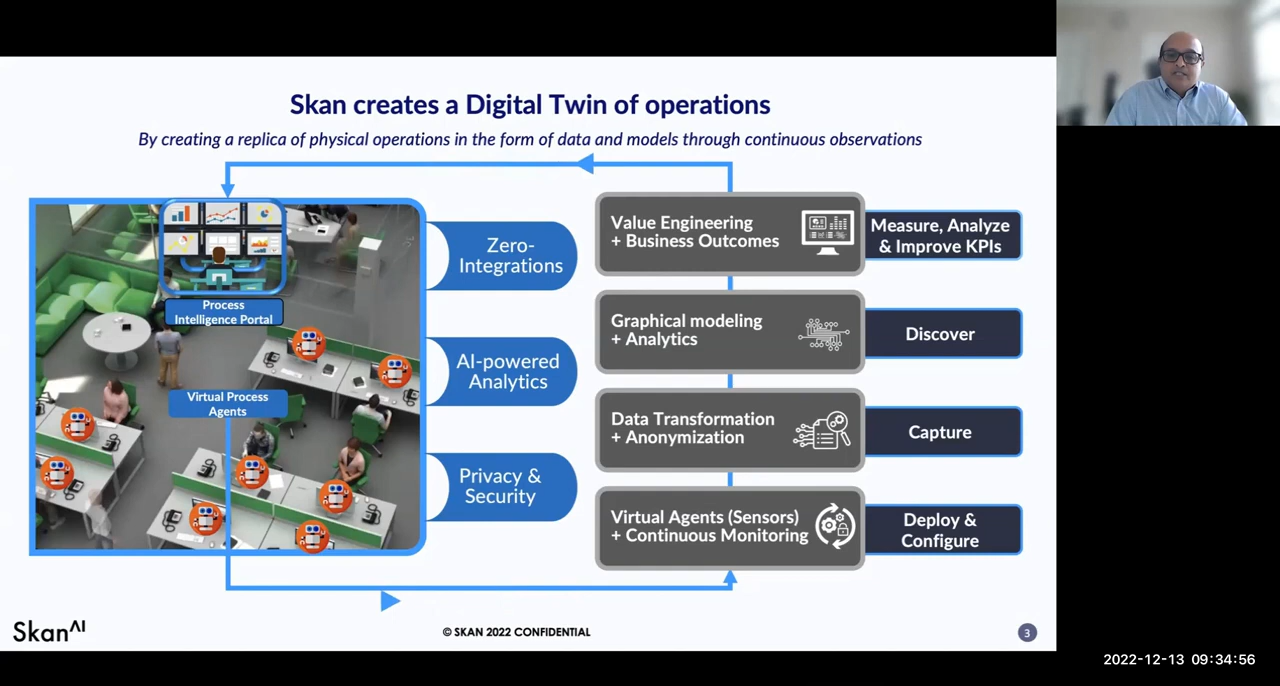 Skan creates a Digital Twin of operations
By creating a replica of physical operations in the form of data and models through continuous observations
Process
Intelligence Portal
Virtual Process
Agents
Zero-
Integrations
AI-powered
Analytics
Privacy &
Security
Value Engineering
+ Business Outcomes
Measure, Analyze
& Improve KPIs
Graphical modeling
+ Analytics
Discover
Data Transformation
+ Anonymization
Capture
Virtual Agents (Sensors)
+ Continuous Monitoring
Deploy &
Configure
Skan AI
© SKAN 2022 CONFIDENTIAL
3
2022-12-13 09:34:56